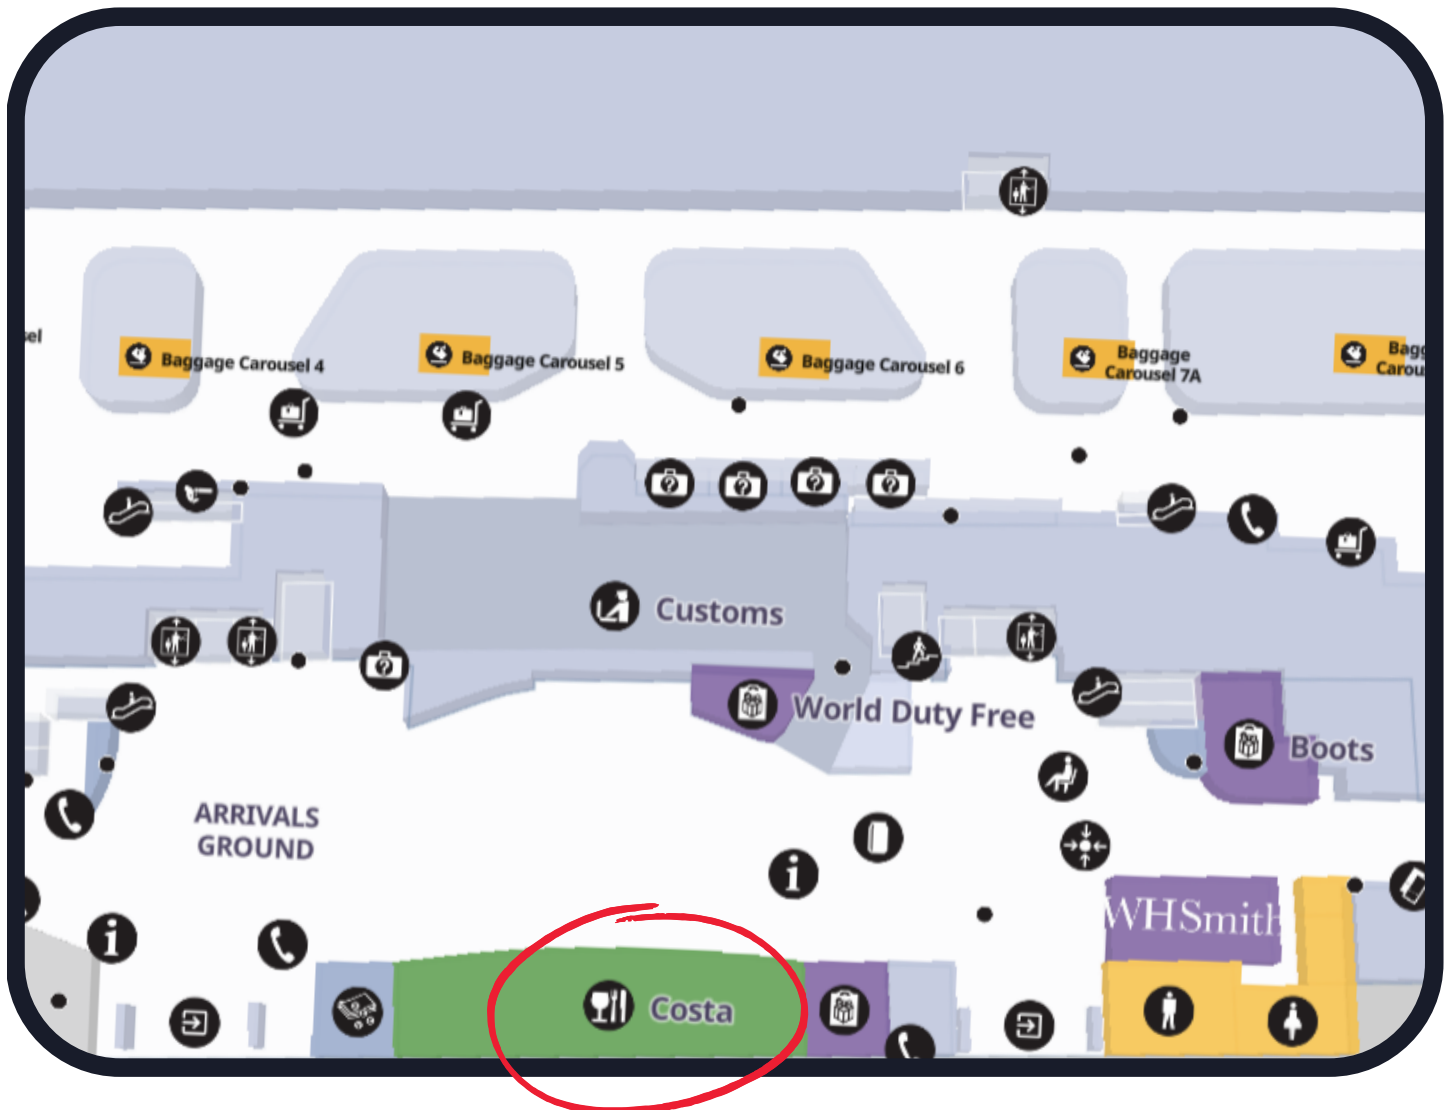 Baggage Carousel 4
Baggage Carousel 5
Baggage Carousel 6
Baggage
Carousel 7A
Customs
World Duty Free
Boots
ARRIVALS
GROUND
WHSmith
Costa